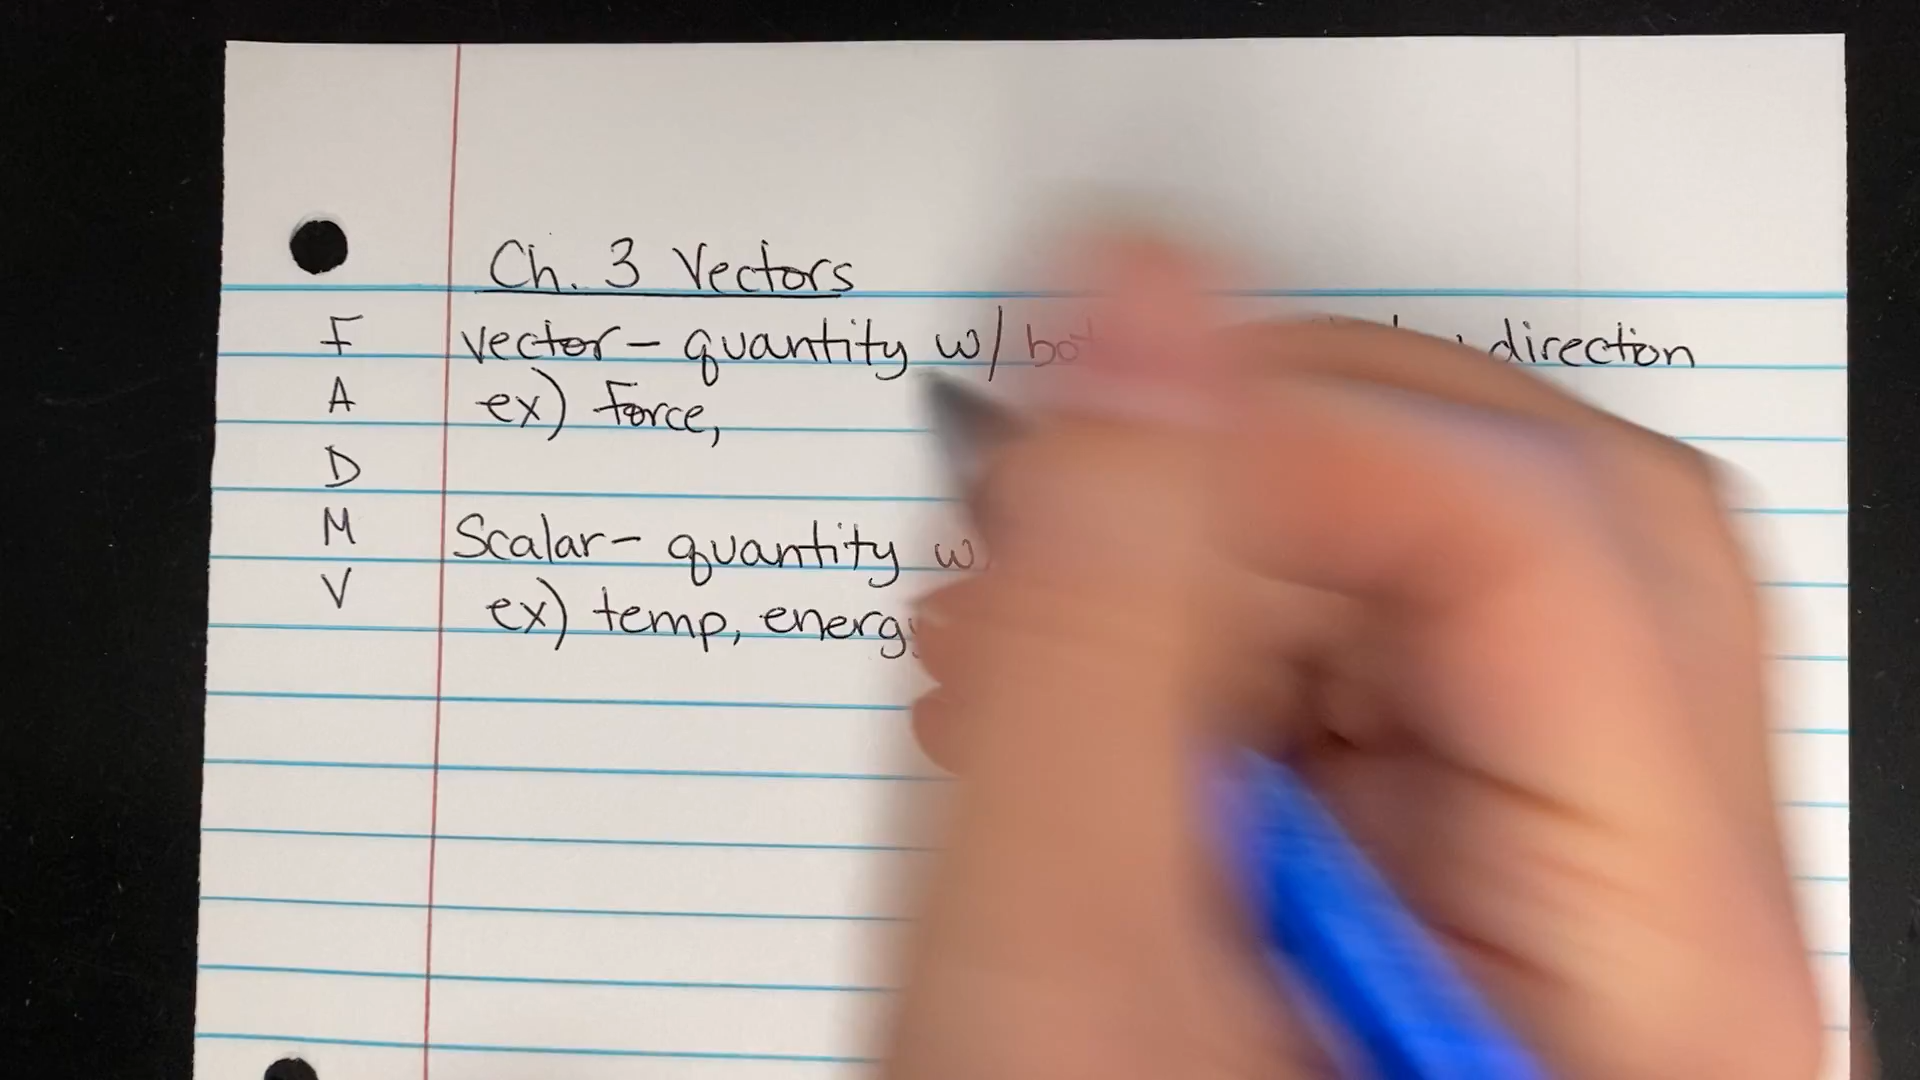 Ch. 3 Vectors
F vector - quantity w/ direction
A ex) Force,
D
M Scalar - quantity
V ex) temp,